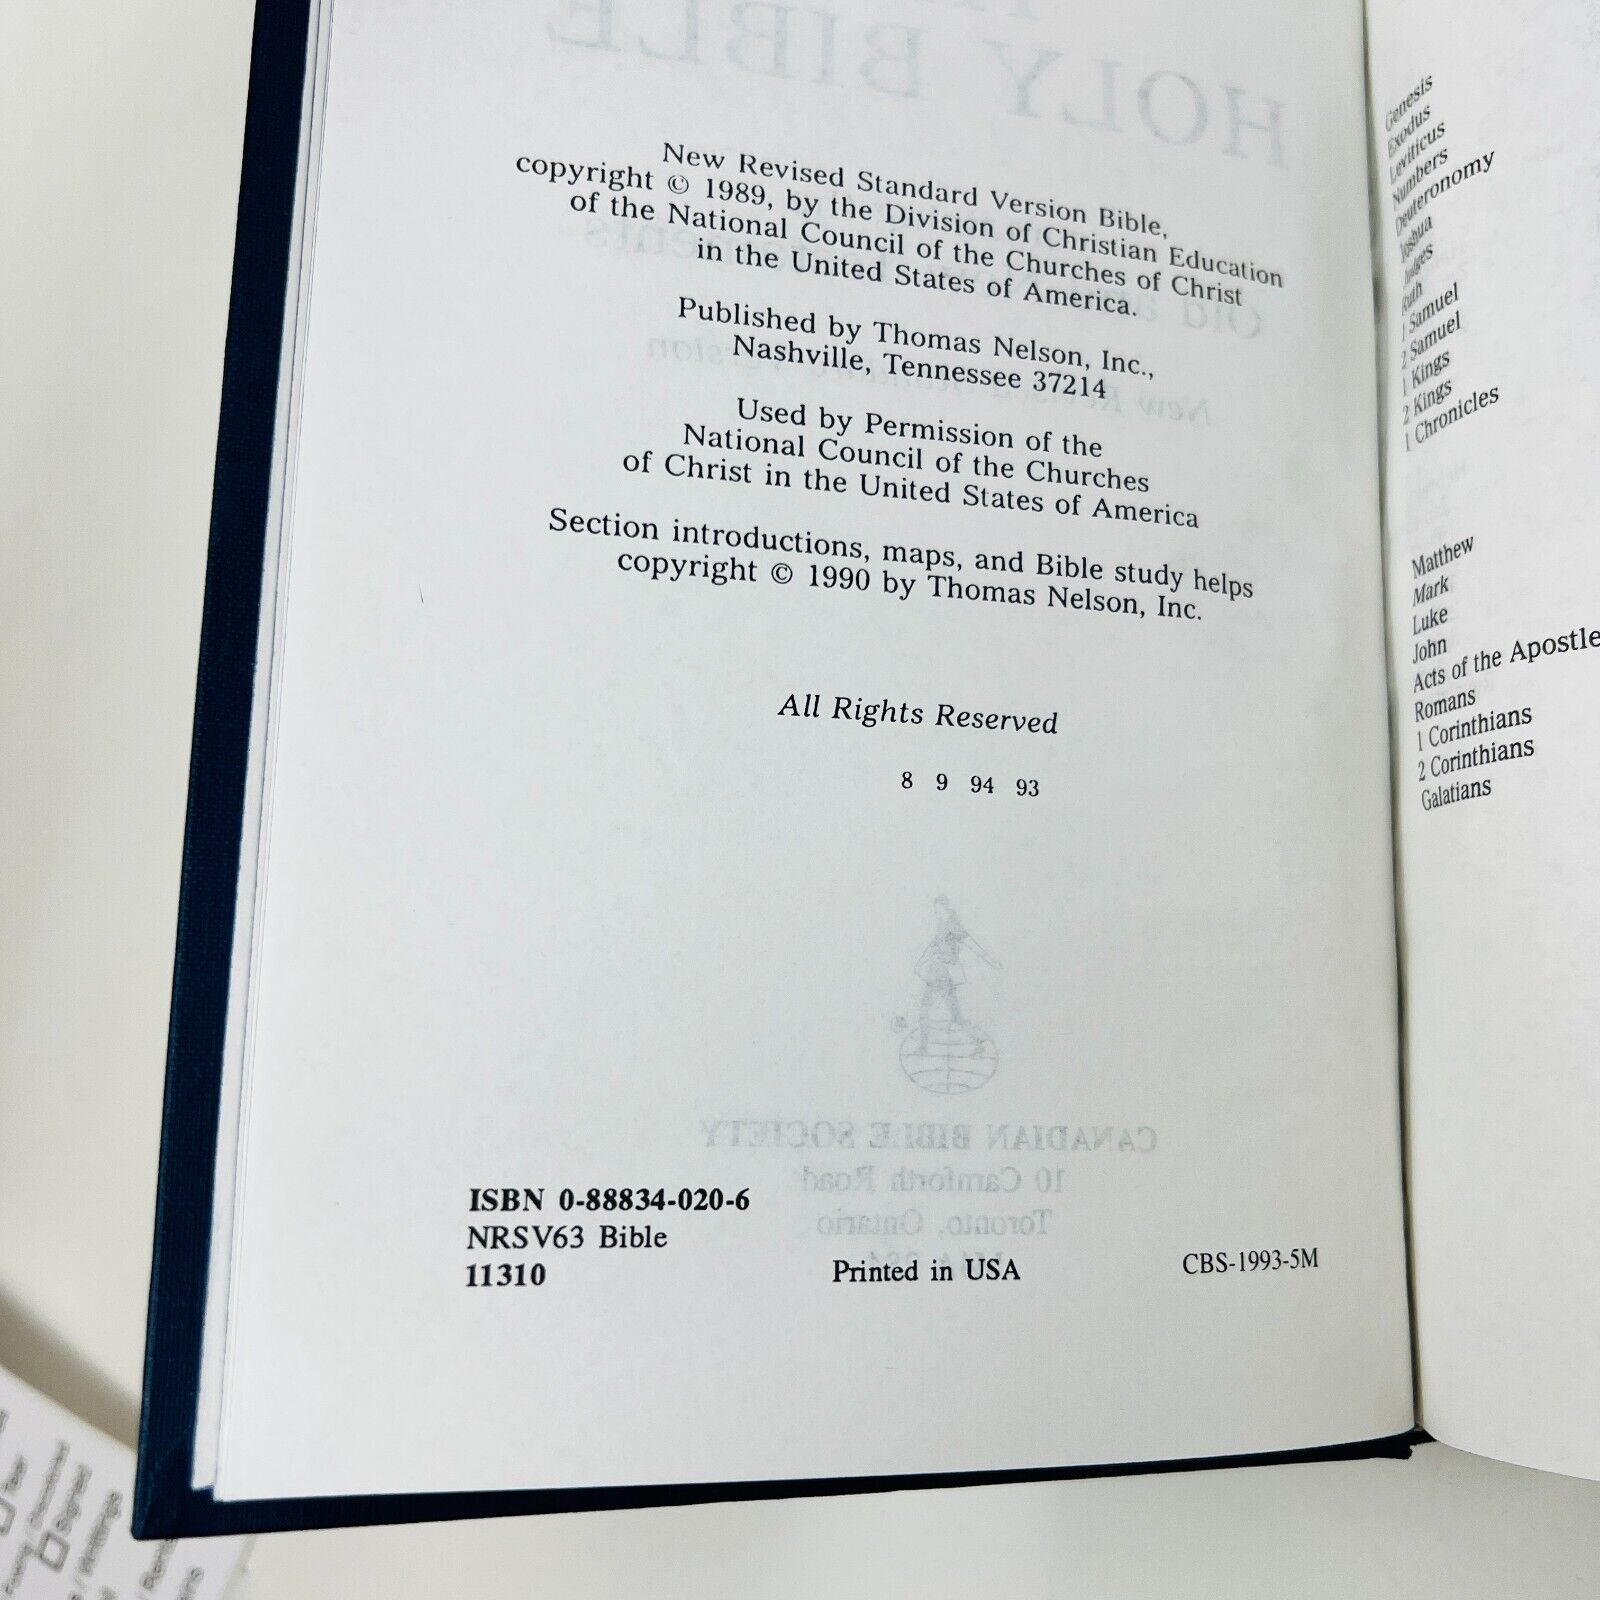 HOLY BIBLE
New Revised Standard Version Bible,
copyright © 1989, by the Division of Christian Education
of the National Council of the Churches of Christ
in the United States of America.
Published by Thomas Nelson, Inc.,
Nashville, Tennessee 37214
Used by Permission of the
National Council of the Churches
of Christ in the United States of America
Section introductions, maps, and Bible study helps
copyright © 1990 by Thomas Nelson, Inc.
All Rights Reserved
8 9 94 93
CANADIAN BIBLE SOCIETY
10 Carnforth Road
Toronto, Ontario
ISBN 0-88834-020-6
NRSV63 Bible
11310
Printed in USA
CBS-1993-5M
Genesis
Exodus
Leviticus
Numbers
Deuteronomy
Joshua
Judges
Ruth
1 Samuel
2 Samuel
1 Kings
2 Kings
1 Chronicles
Matthew
Mark
Luke
John
Acts of the Apostle
Romans
1 Corinthians
2 Corinthians
Galatians
Tear
Signed